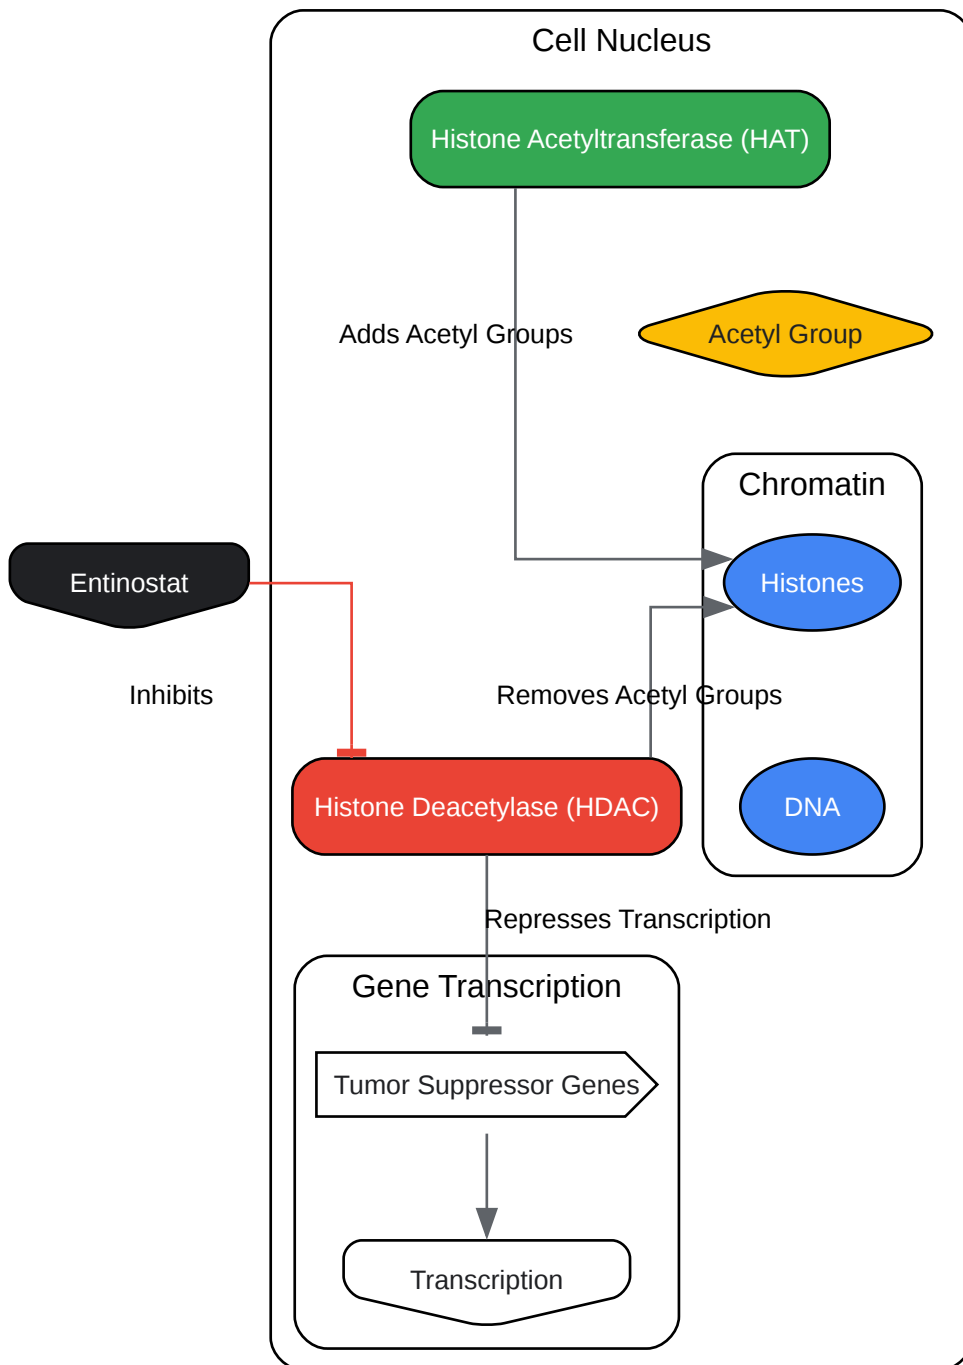 Cell Nucleus
Histone Acetyltransferase (HAT)
Adds Acetyl Groups
Acetyl Group
Chromatin
Entinostat
Histones
Inhibits
Removes Acetyl Groups
Histone Deacetylase (HDAC)
DNA
Represses Transcription
Gene Transcription
Tumor Suppressor Genes
Transcription